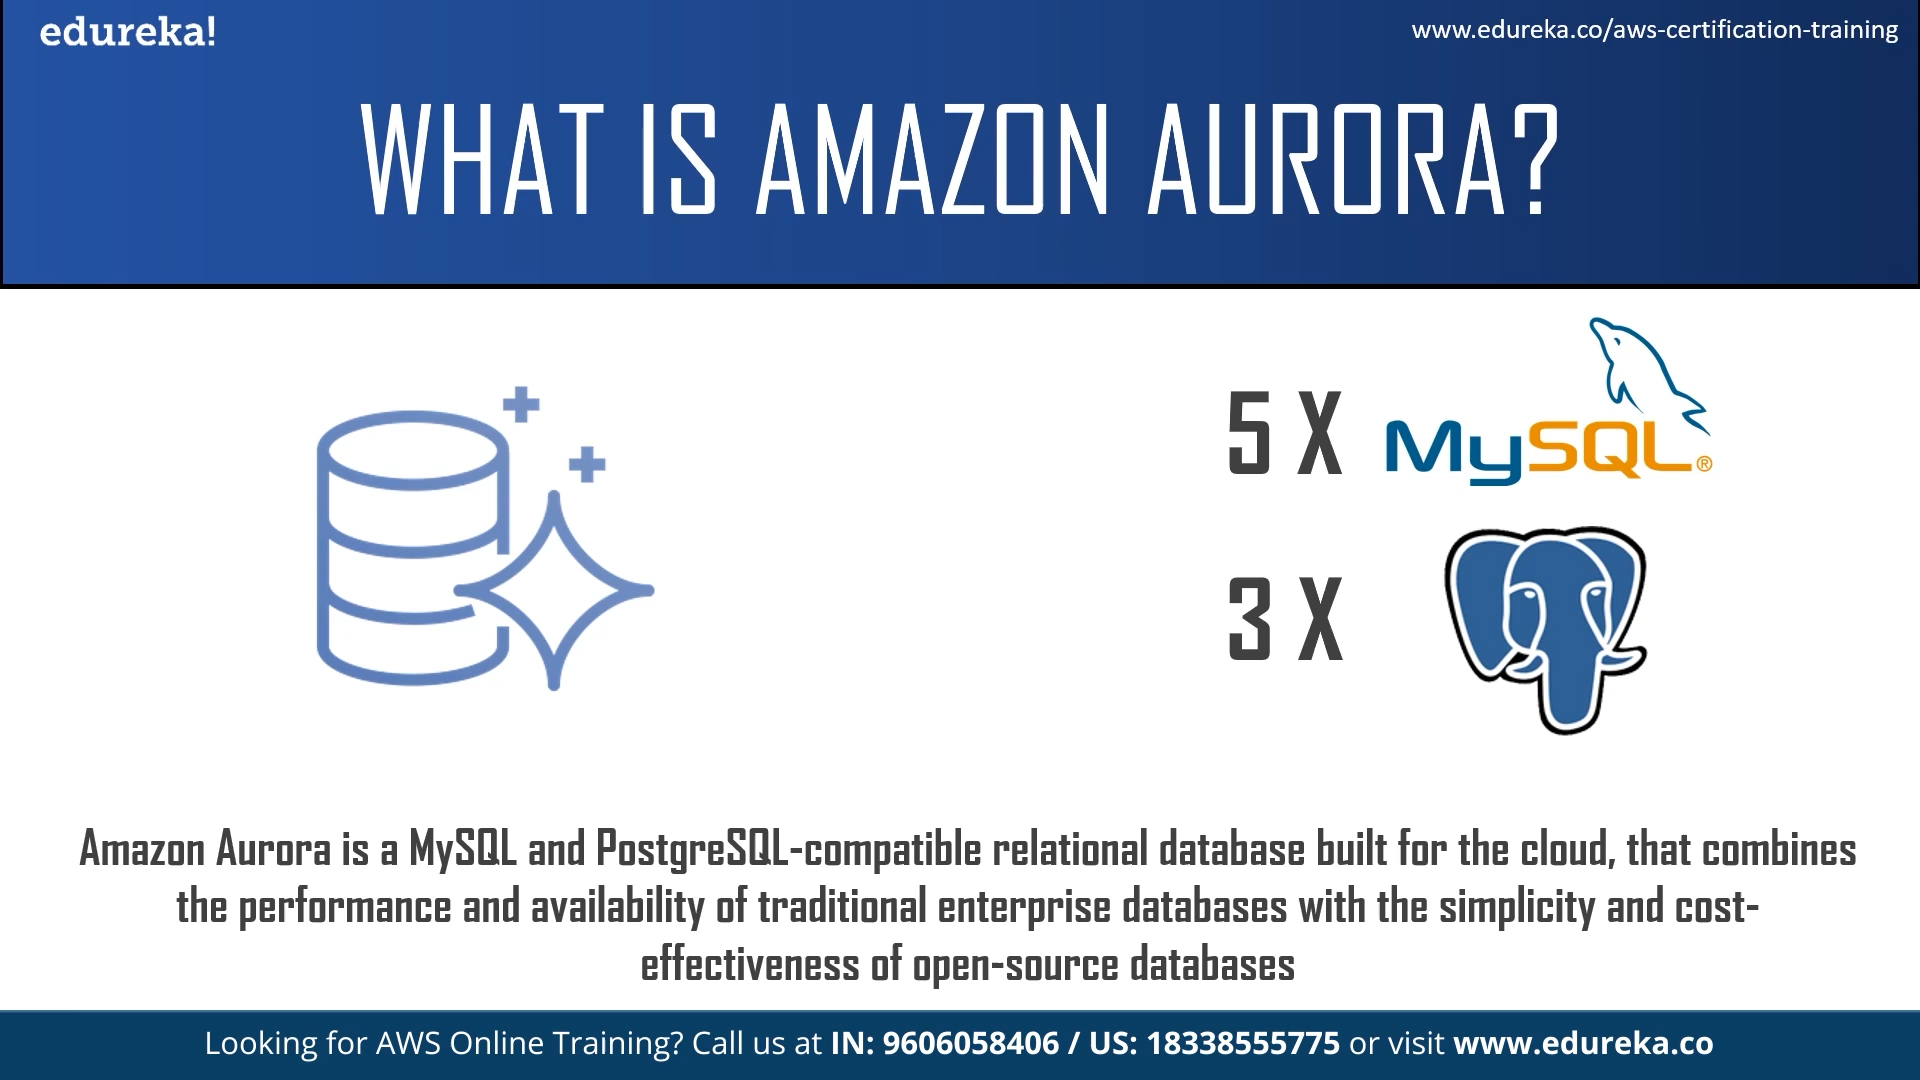 edureka!
www.edureka.co/aws-certification-training
WHAT IS AMAZON AURORA?
5 X
MySQL®
3 X
Amazon Aurora is a MySQL and PostgreSQL-compatible relational database built for the cloud, that combines
the performance and availability of traditional enterprise databases with the simplicity and cost-
effectiveness of open-source databases
Looking for AWS Online Training? Call us at IN: 9606058406 / US: 18338555775 or visit www.edureka.co